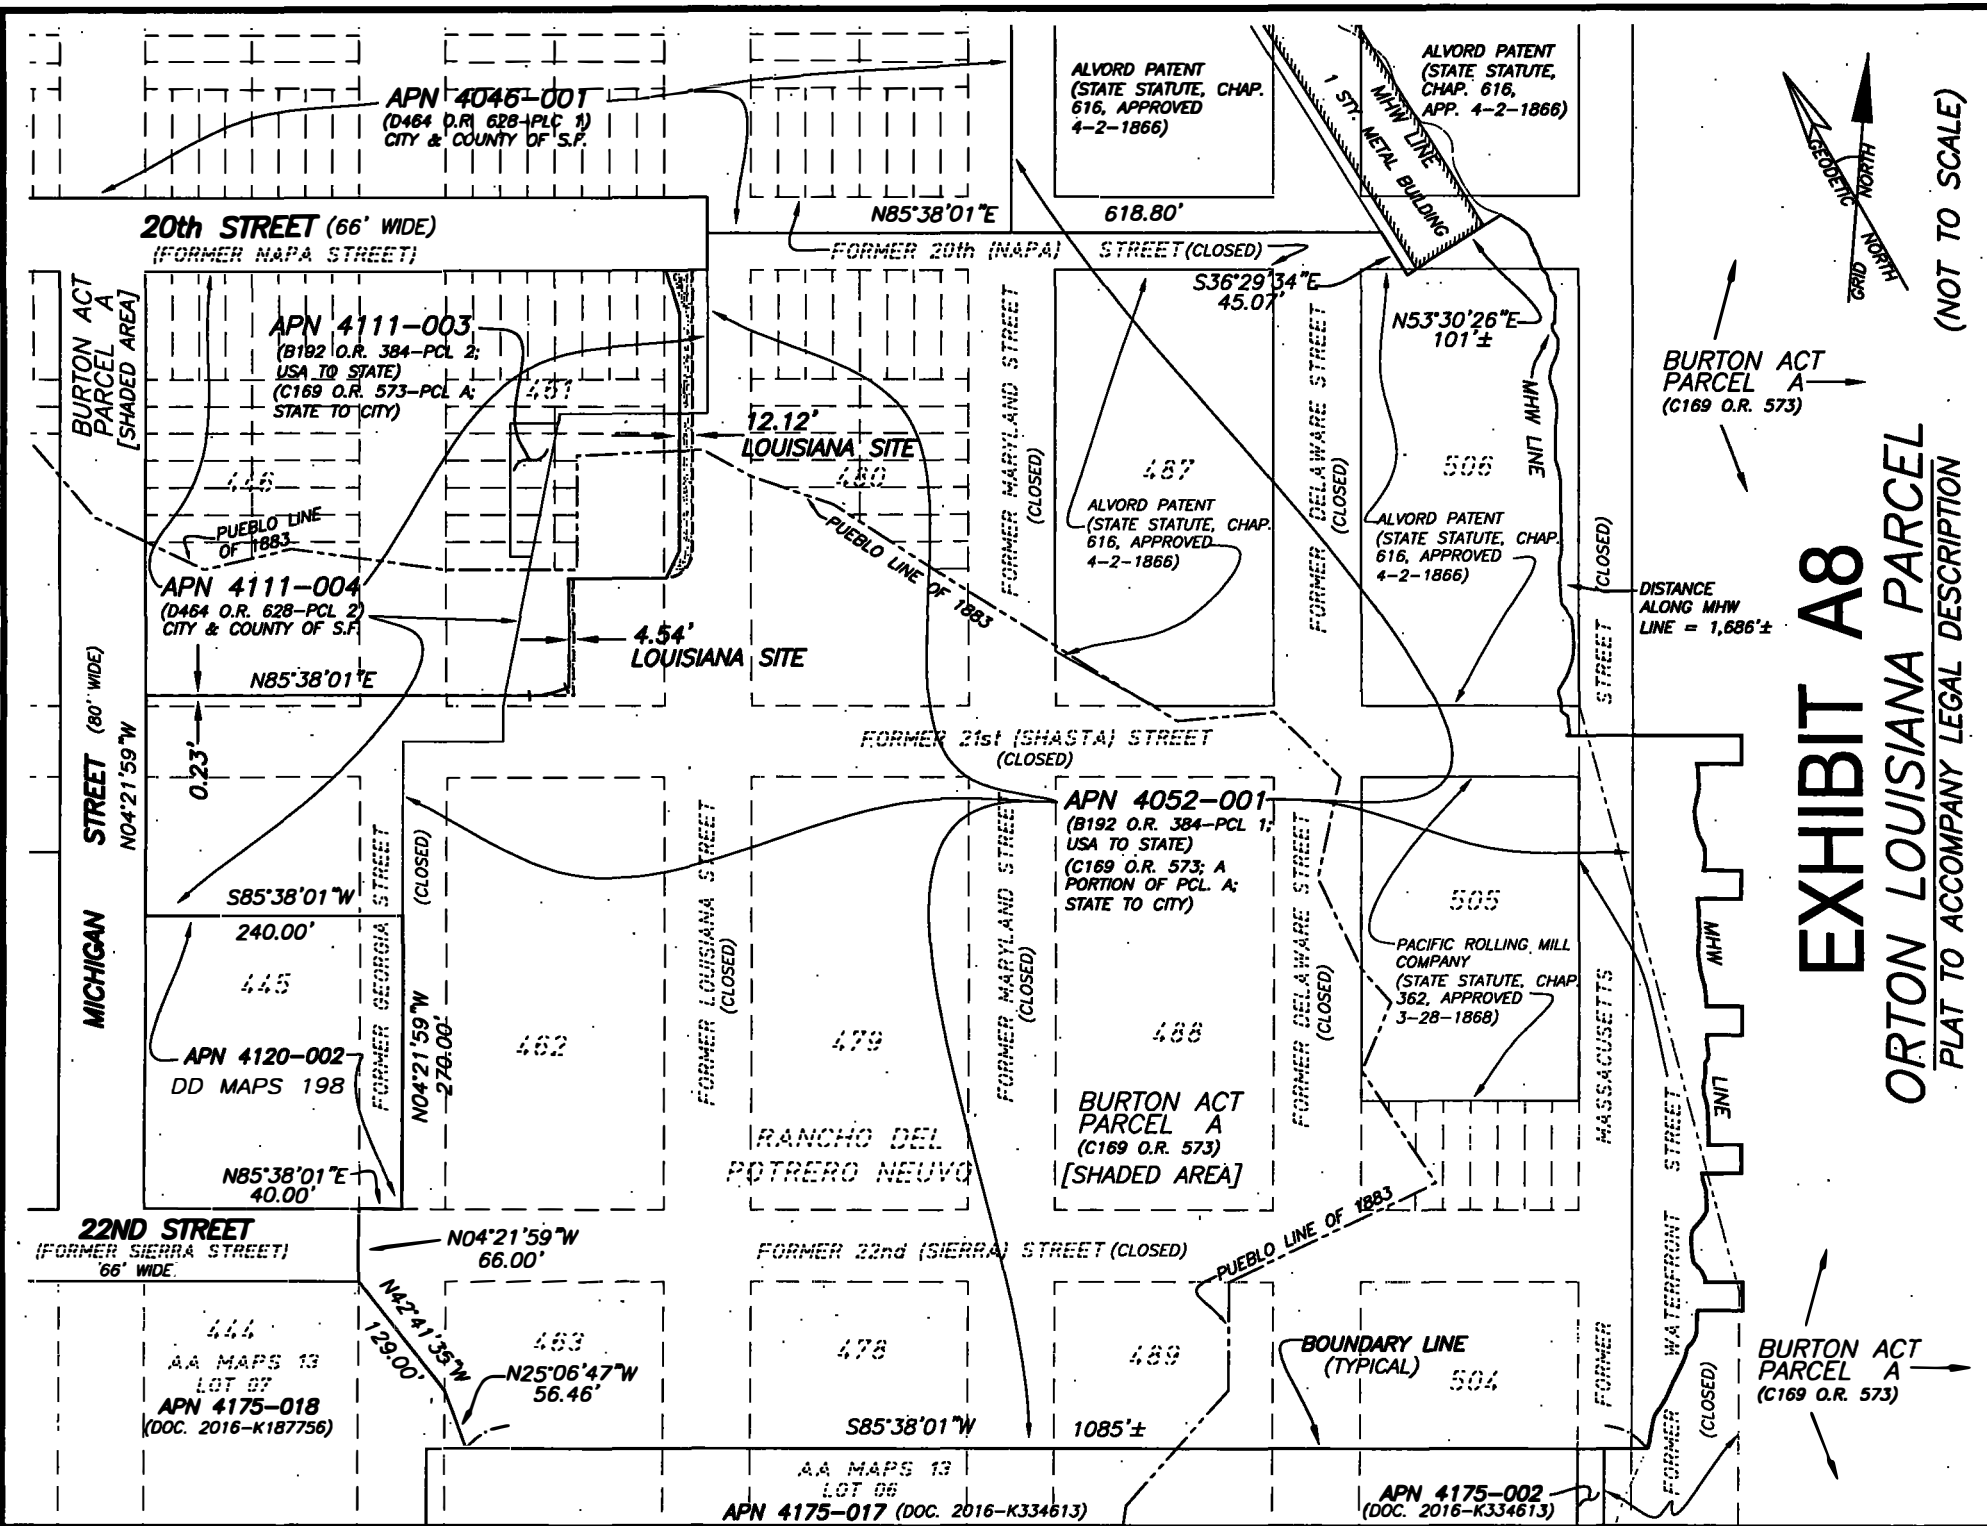 APN 4046-001
(D464 O.R. 628-PLC 1)
CITY & COUNTY OF S.F.
ALVORD PATENT
(STATE STATUTE, CHAP.
616, APPROVED
4-2-1866)
1 STY. METAL BUILDING
MHW LINE
ALVORD PATENT
(STATE STATUTE,
CHAP. 616,
APP. 4-2-1866)
GEODETIC NORTH
GRID NORTH
(NOT TO SCALE)
20th STREET (66' WIDE)
(FORMER NAPA STREET)
N85°38'01"E
618.80'
FORMER 20th (NAPA) STREET (CLOSED)
S36°29'34"E
45.07'
N53°30'26"E
101'±
BURTON ACT
PARCEL A
[SHADED AREA]
APN 4111-003
(B192 O.R. 384-PCL 2;
USA TO STATE)
(C169 O.R. 573-PCL A;
STATE TO CITY)
451
12.12'
LOUISIANA SITE
446
480
FORMER MARYLAND STREET
(CLOSED)
487
FORMER DELAWARE STREET
(CLOSED)
506
MHW LINE
BURTON ACT
PARCEL A
(C169 O.R. 573)
PUEBLO LINE
OF 1883
PUEBLO LINE OF 1883
ALVORD PATENT
(STATE STATUTE, CHAP.
616, APPROVED
4-2-1866)
ALVORD PATENT
(STATE STATUTE, CHAP.
616, APPROVED
4-2-1866)
APN 4111-004
(D464 O.R. 628-PCL 2)
CITY & COUNTY OF S.F.
4.54'
LOUISIANA SITE
DISTANCE
ALONG MHW
LINE = 1,686'±
N85°38'01"E
0.23'
MICHIGAN STREET (80' WIDE)
N04°21'59"W
FORMER 21st (SHASTA) STREET
(CLOSED)
APN 4052-001
(B192 O.R. 384-PCL 1;
USA TO STATE)
(C169 O.R. 573; A
PORTION OF PCL. A;
STATE TO CITY)
S85°38'01"W
240.00'
445
FORMER GEORGIA STREET
(CLOSED)
N04°21'59"W
270.00'
APN 4120-002
DD MAPS 198
462
FORMER LOUISIANA STREET
(CLOSED)
479
FORMER MARYLAND STREET
(CLOSED)
488
FORMER DELAWARE STREET
(CLOSED)
505
PACIFIC ROLLING MILL
COMPANY
(STATE STATUTE, CHAP.
362, APPROVED
3-28-1868)
FORMER MASSACUSETTS STREET (CLOSED)
MHW LINE
RANCHO DEL
POTRERO NEUVO
BURTON ACT
PARCEL A
(C169 O.R. 573)
[SHADED AREA]
N85°38'01"E
40.00'
22ND STREET
(FORMER SIERRA STREET)
66' WIDE
N04°21'59"W
66.00'
FORMER 22nd (SIERRA) STREET (CLOSED)
PUEBLO LINE OF 1883
N42°41'35"W
129.00'
444
AA MAPS 13
LOT 07
APN 4175-018
(DOC. 2016-K187756)
463
N25°06'47"W
56.46'
478
489
BOUNDARY LINE
(TYPICAL)
504
S85°38'01"W
1085'±
FORMER WATERFRONT STREET
(CLOSED)
BURTON ACT
PARCEL A
(C169 O.R. 573)
AA MAPS 13
LOT 06
APN 4175-017 (DOC. 2016-K334613)
APN 4175-002
(DOC. 2016-K334613)
EXHIBIT A8
ORTON LOUISIANA PARCEL
PLAT TO ACCOMPANY LEGAL DESCRIPTION